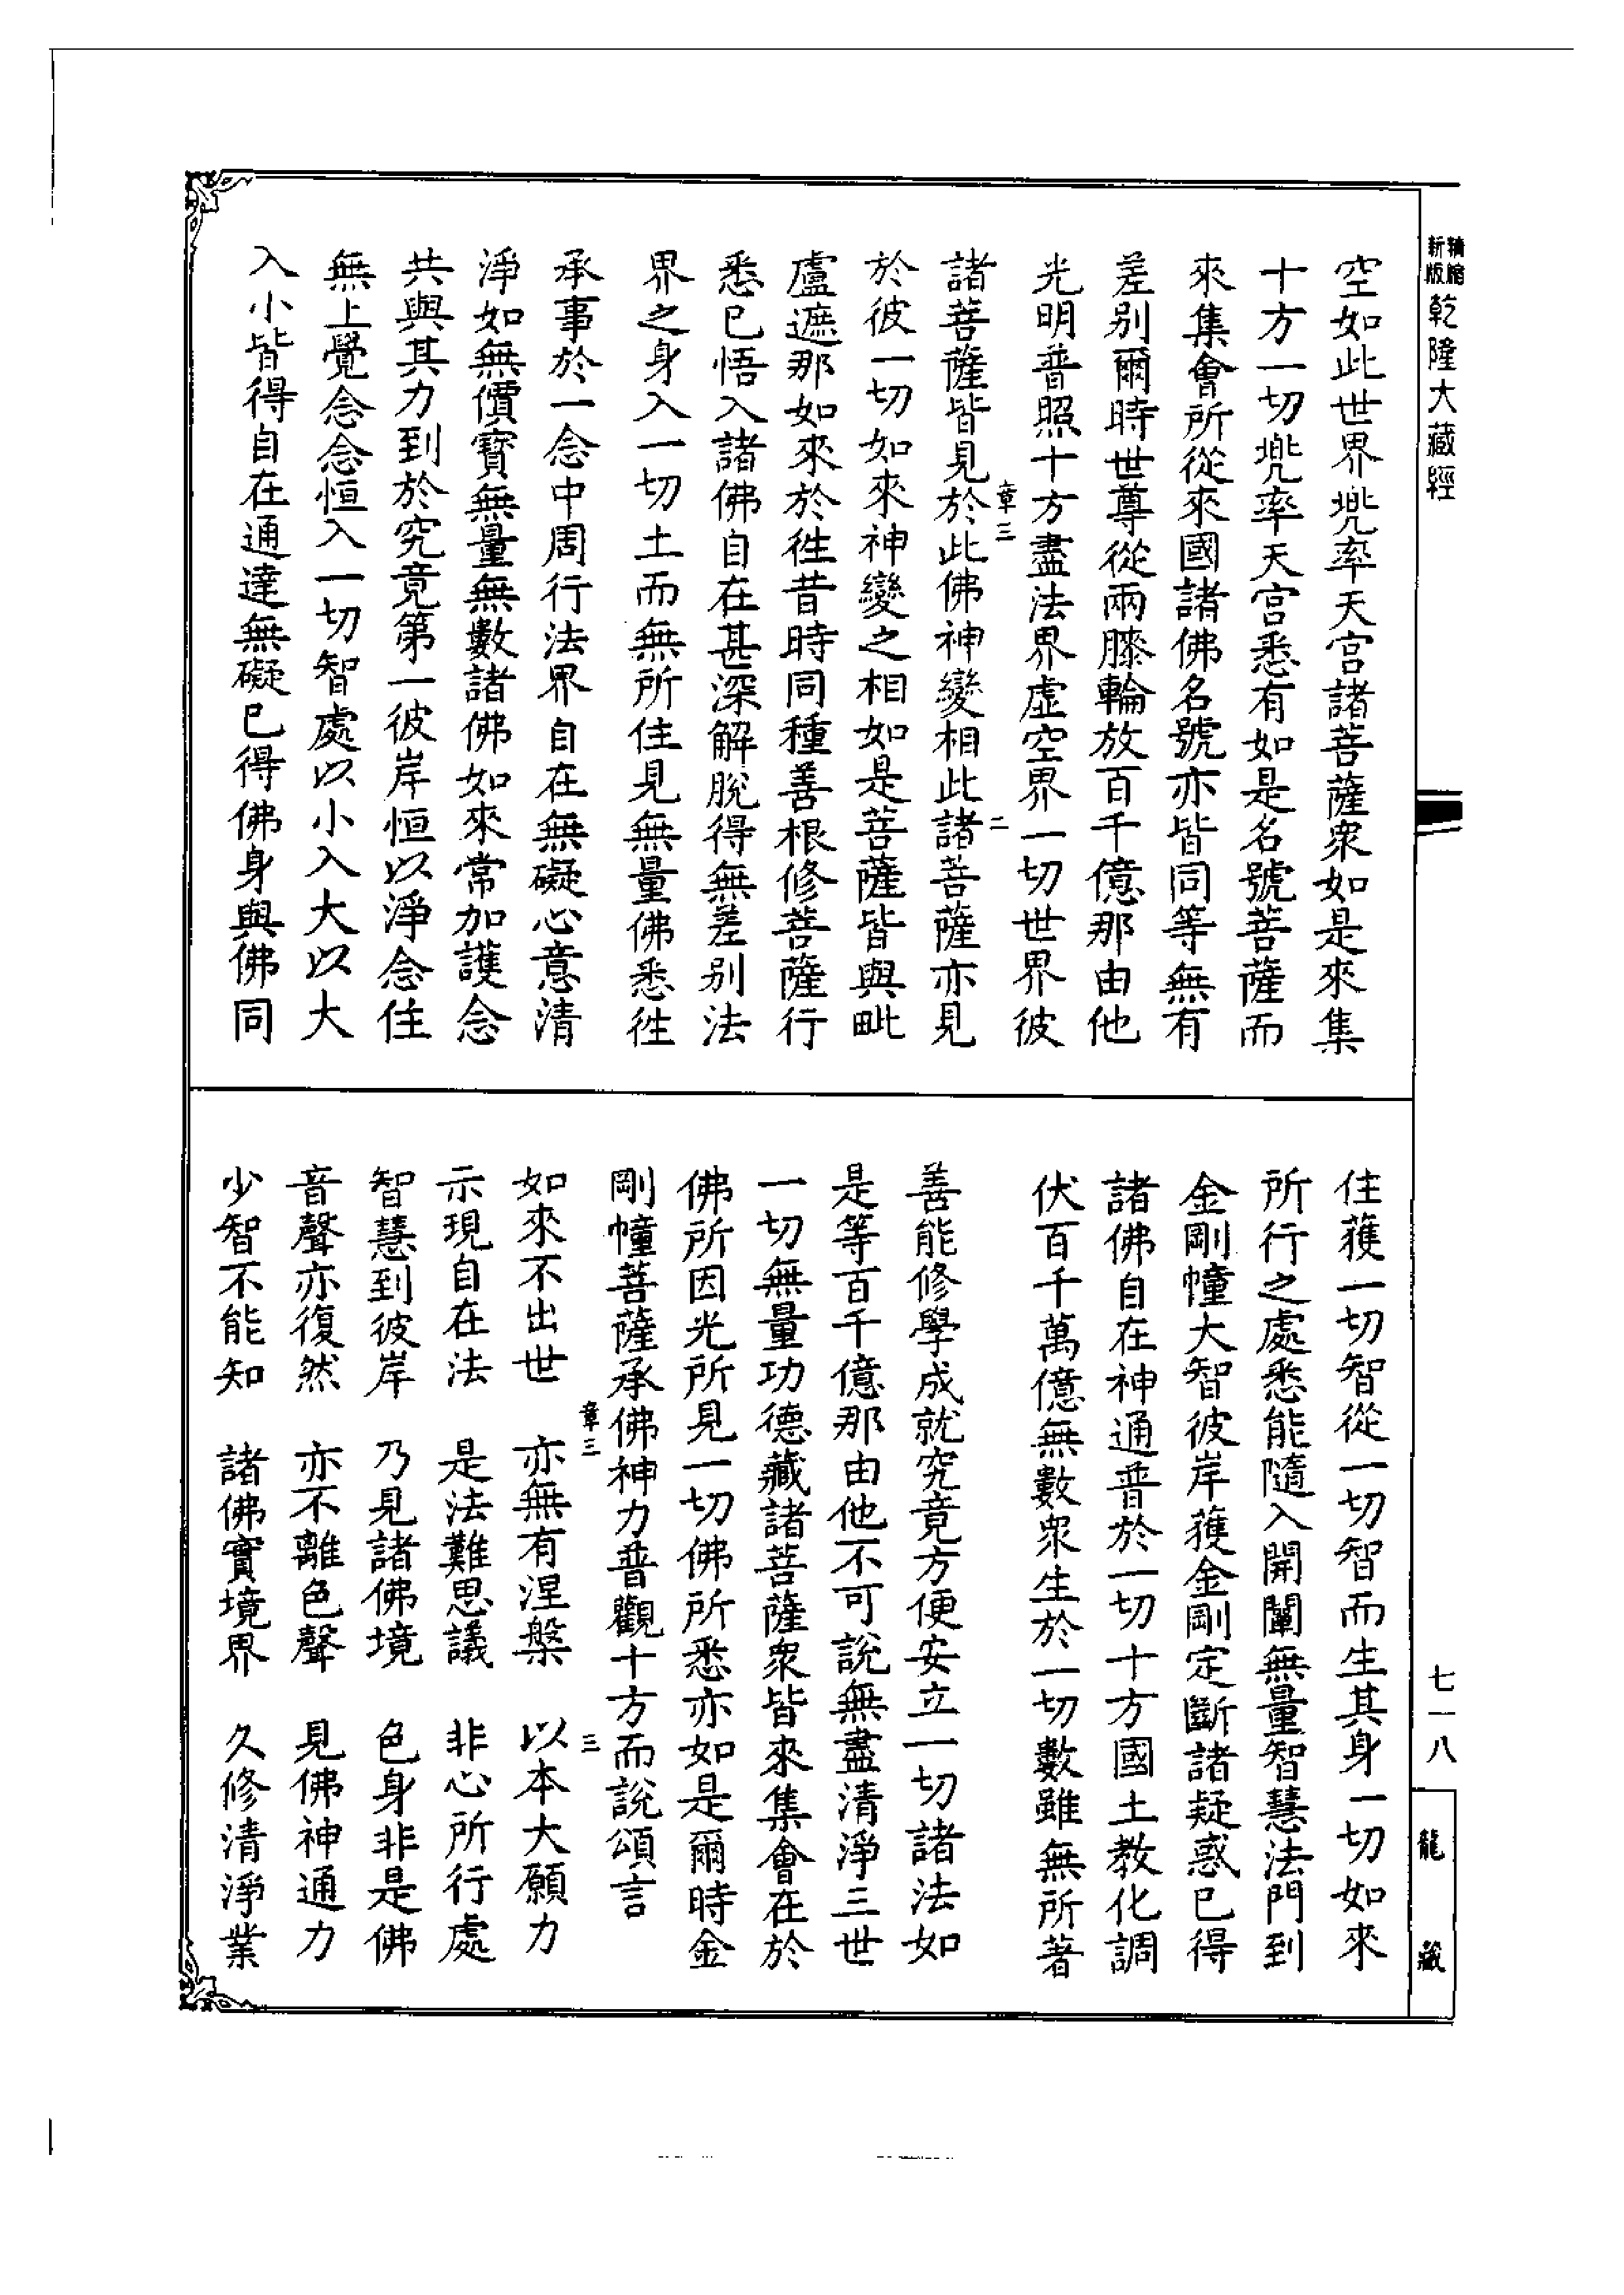 精縮新版乾隆大藏經
空如此世界兜率天宮諸菩薩衆如是來集
十方一切兜率天宮悉有如是名號菩薩而
來集會所從來國諸佛名號亦皆同等無有
差别爾時世尊從兩膝輪放百千億那由他
光明普照十方盡法界虛空界一切世界彼
章三
二
諸菩薩皆見於此佛神變相此諸菩薩亦見
於彼一切如來神變之相如是菩薩皆與毗
盧遮那如來於徃昔時同種善根修菩薩行
悉已悟入諸佛自在甚深解脫得無差别法
界之身入一切土而無所住見無量佛悉徃
承事於一念中周行法界自在無礙心意清
淨如無價寳無量無數諸佛如來常加護念
共與其力到於究竟第一彼岸恒以淨念住
無上覺念念恒入一切智處以小入大以大
入小皆得自在通達無礙已得佛身與佛同
住獲一切智從一切智而生其身一切如來
所行之處悉能隨入開闡無量智慧法門到
金剛幢大智彼岸獲金剛定斷諸疑惑已得
諸佛自在神通普於一切十方國土教化調
伏百千萬億無數衆生於一切數雖無所著
善能修學成就究竟方便安立一切諸法如
是等百千億那由他不可說無盡清淨三世
一切無量功德藏諸菩薩衆皆來集會在於
佛所因光所見一切佛所悉亦如是爾時金
剛幢菩薩承佛神力普觀十方而說頌言
章三
三
如來不出世　亦無有涅槃　以本大願力
示現自在法　是法難思議　非心所行處
智慧到彼岸　乃見諸佛境　色身非是佛
音聲亦復然　亦不離色聲　見佛神通力
少智不能知　諸佛實境界　久修清淨業
七一八
龍藏